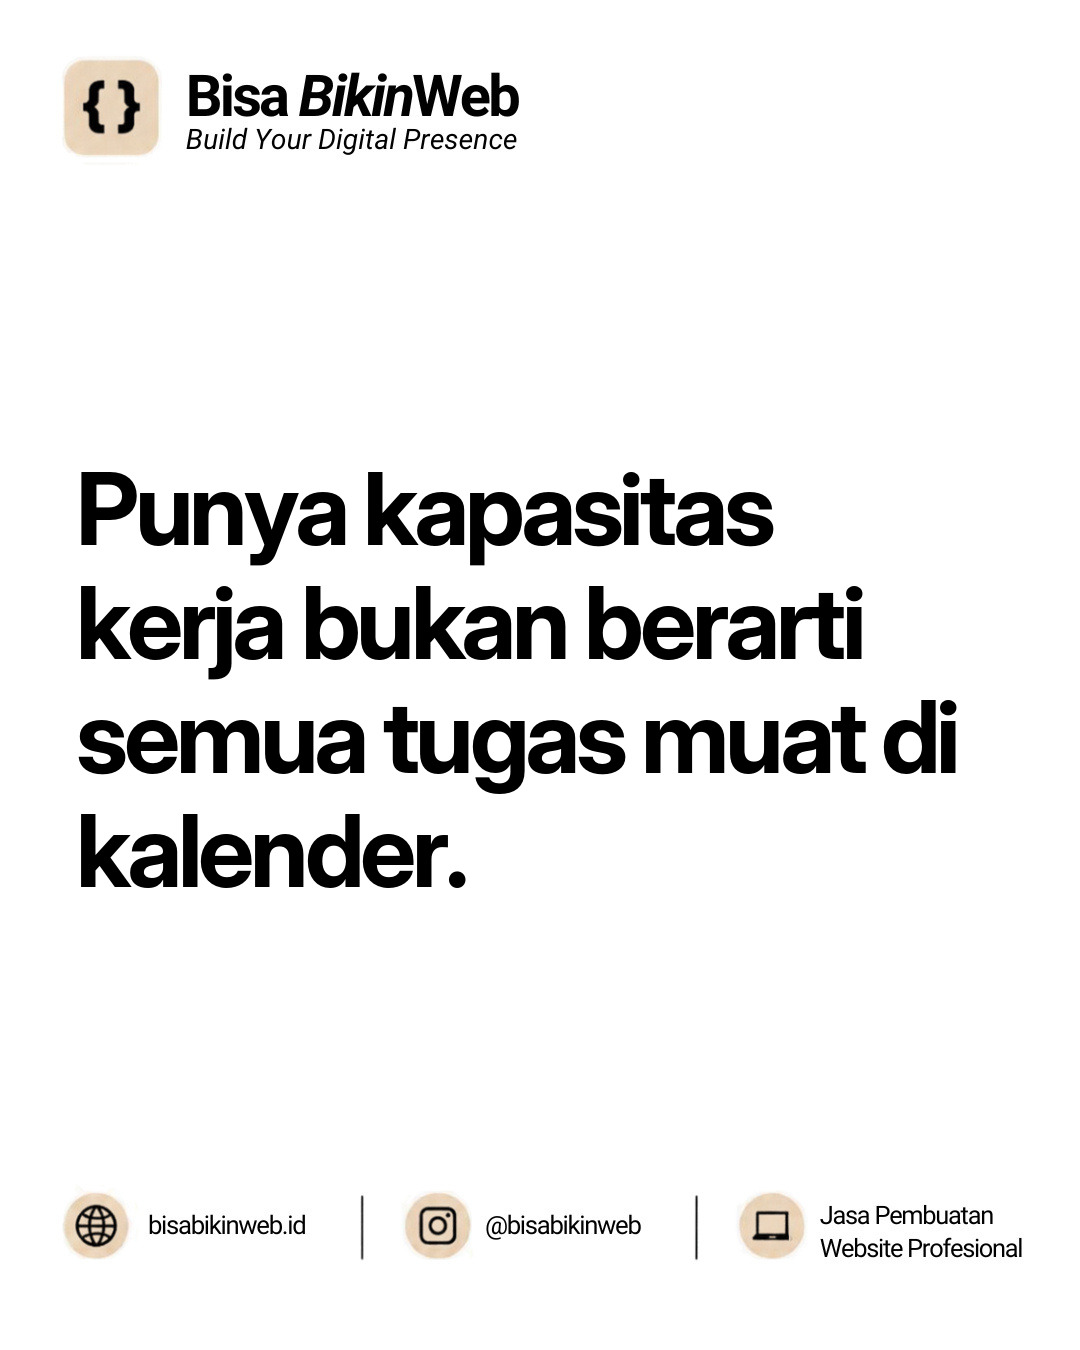 { }
Bisa BikinWeb
Build Your Digital Presence
Punya kapasitas
kerja bukan berarti
semua tugas muat di
kalender.
bisabikinweb.id
@bisabikinweb
Jasa Pembuatan
Website Profesional